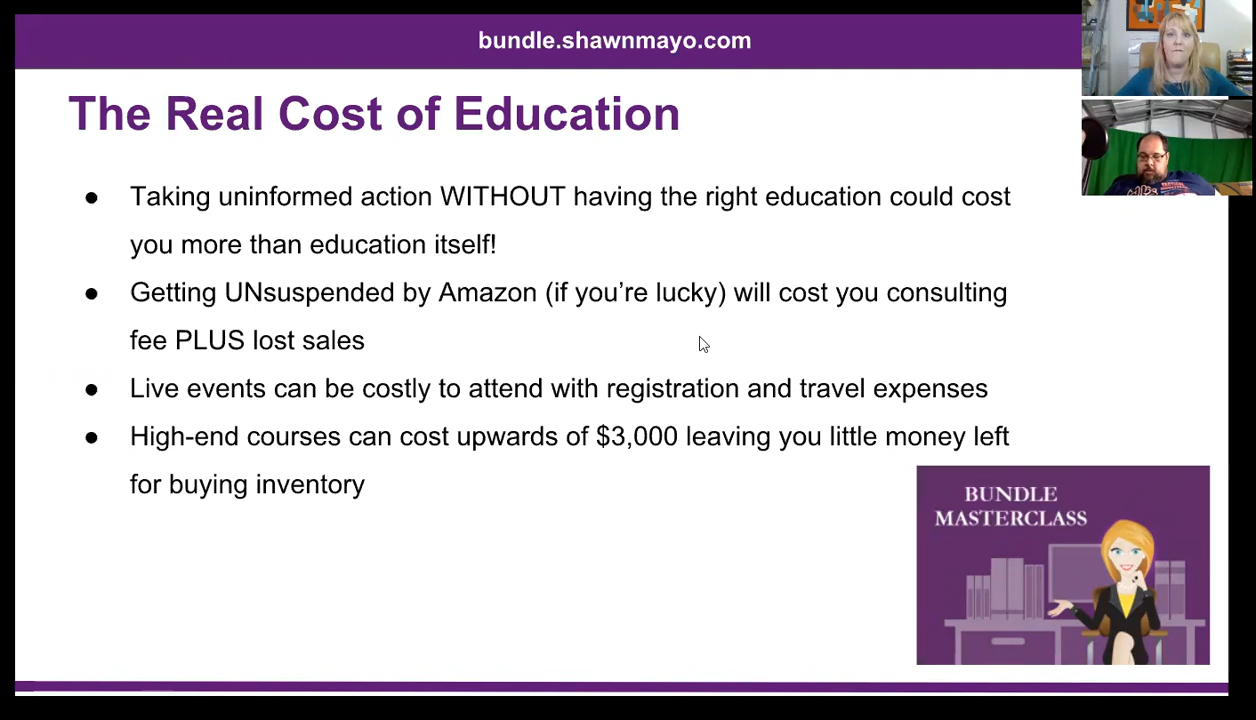 bundle.shawnmayo.com
The Real Cost of Education
● Taking uninformed action WITHOUT having the right education could cost
you more than education itself!
● Getting UNsuspended by Amazon (if you’re lucky) will cost you consulting
fee PLUS lost sales
● Live events can be costly to attend with registration and travel expenses
● High-end courses can cost upwards of $3,000 leaving you little money left
for buying inventory
BUNDLE
MASTERCLASS